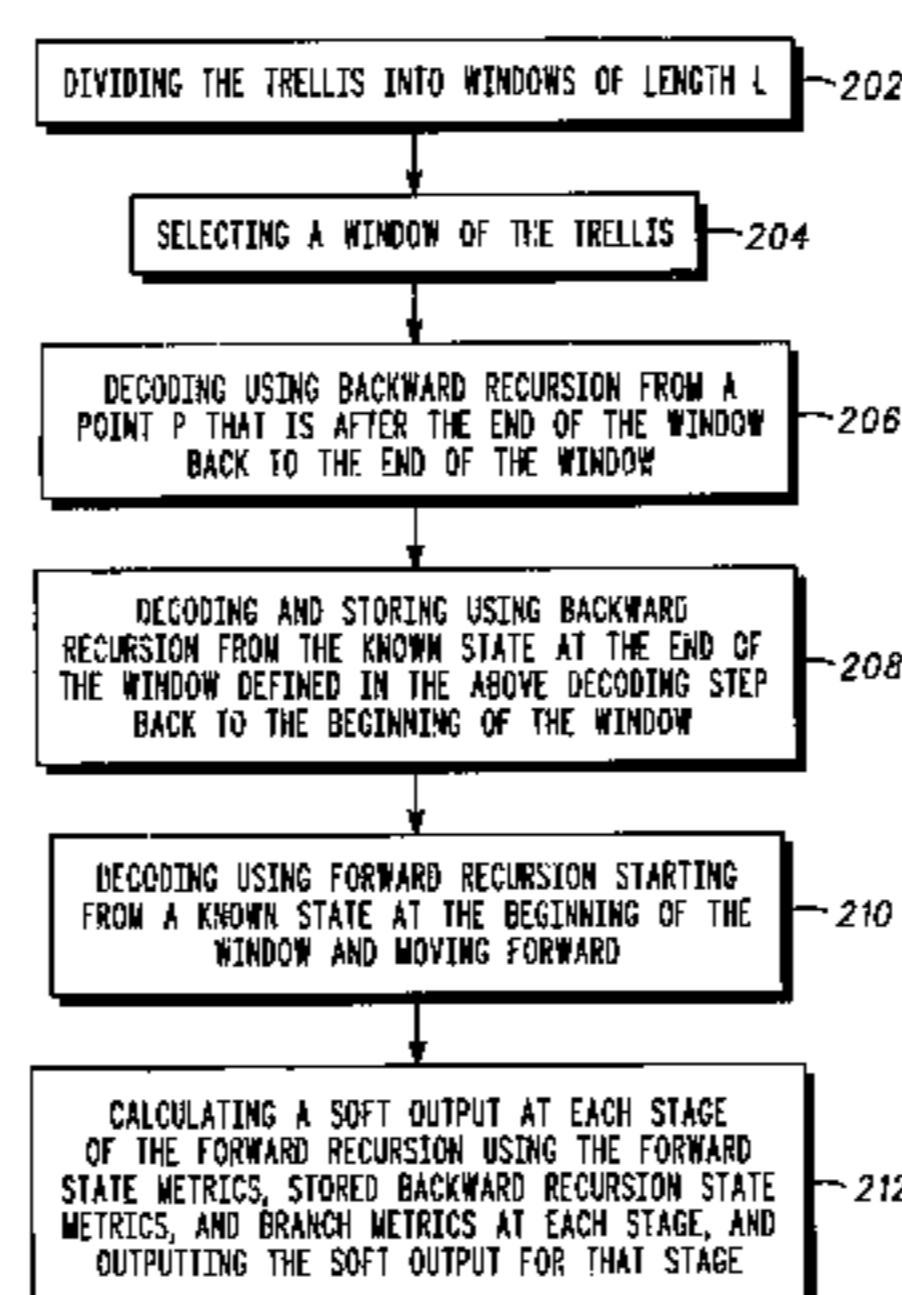 DIVIDING THE TRELLIS INTO WINDOWS OF LENGTH L
202
SELECTING A WINDOW OF THE TRELLIS
204
DECODING USING BACKWARD RECURSION FROM A
POINT P THAT IS AFTER THE END OF THE WINDOW
BACK TO THE END OF THE WINDOW
206
DECODING AND STORING USING BACKWARD
RECURSION FROM THE KNOWN STATE AT THE END OF
THE WINDOW DEFINED IN THE ABOVE DECODING STEP
BACK TO THE BEGINNING OF THE WINDOW
208
DECODING USING FORWARD RECURSION STARTING
FROM A KNOWN STATE AT THE BEGINNING OF THE
WINDOW AND MOVING FORWARD
210
CALCULATING A SOFT OUTPUT AT EACH STAGE
OF THE FORWARD RECURSION USING THE FORWARD
STATE METRICS, STORED BACKWARD RECURSION STATE
METRICS, AND BRANCH METRICS AT EACH STAGE, AND
OUTPUTTING THE SOFT OUTPUT FOR THAT STAGE
212